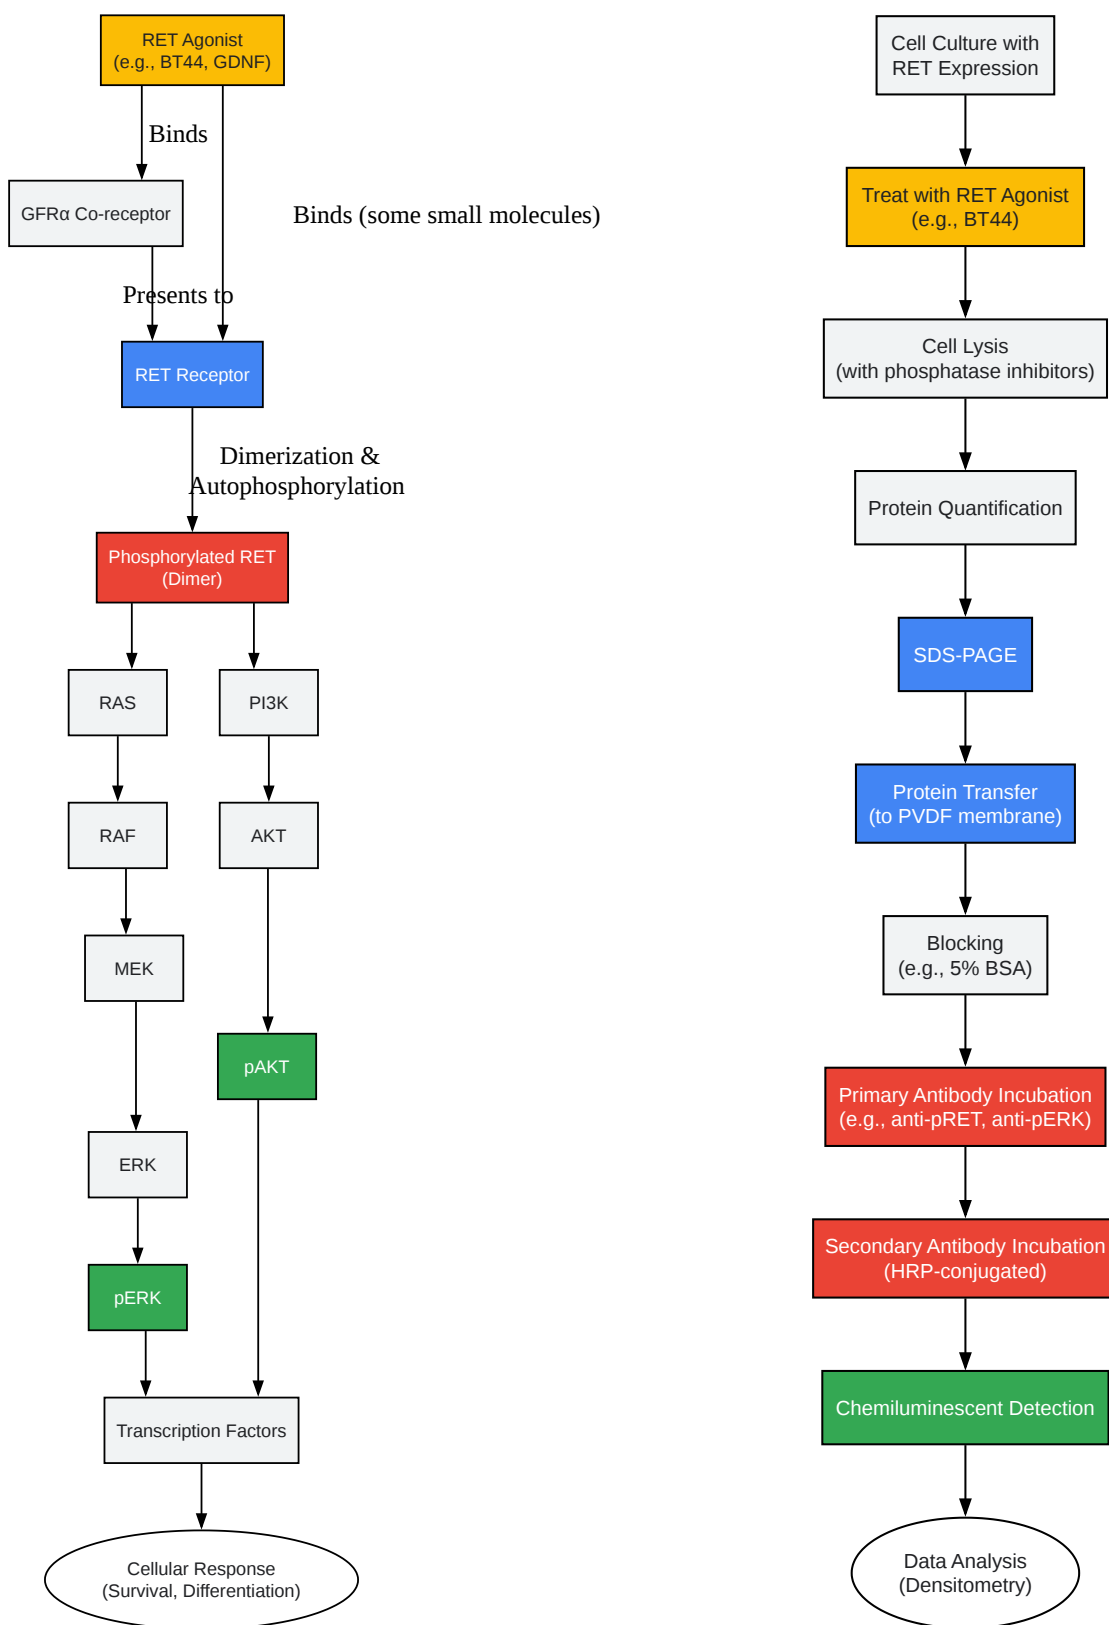 RET Agonist
(e.g., BT44, GDNF)
Binds
GFRα Co-receptor
Binds (some small molecules)
Presents to
RET Receptor
Dimerization &
Autophosphorylation
Phosphorylated RET
(Dimer)
RAS
PI3K
RAF
AKT
MEK
pAKT
ERK
pERK
Transcription Factors
Cellular Response
(Survival, Differentiation)
Cell Culture with
RET Expression
Treat with RET Agonist
(e.g., BT44)
Cell Lysis
(with phosphatase inhibitors)
Protein Quantification
SDS-PAGE
Protein Transfer
(to PVDF membrane)
Blocking
(e.g., 5% BSA)
Primary Antibody Incubation
(e.g., anti-pRET, anti-pERK)
Secondary Antibody Incubation
(HRP-conjugated)
Chemiluminescent Detection
Data Analysis
(Densitometry)